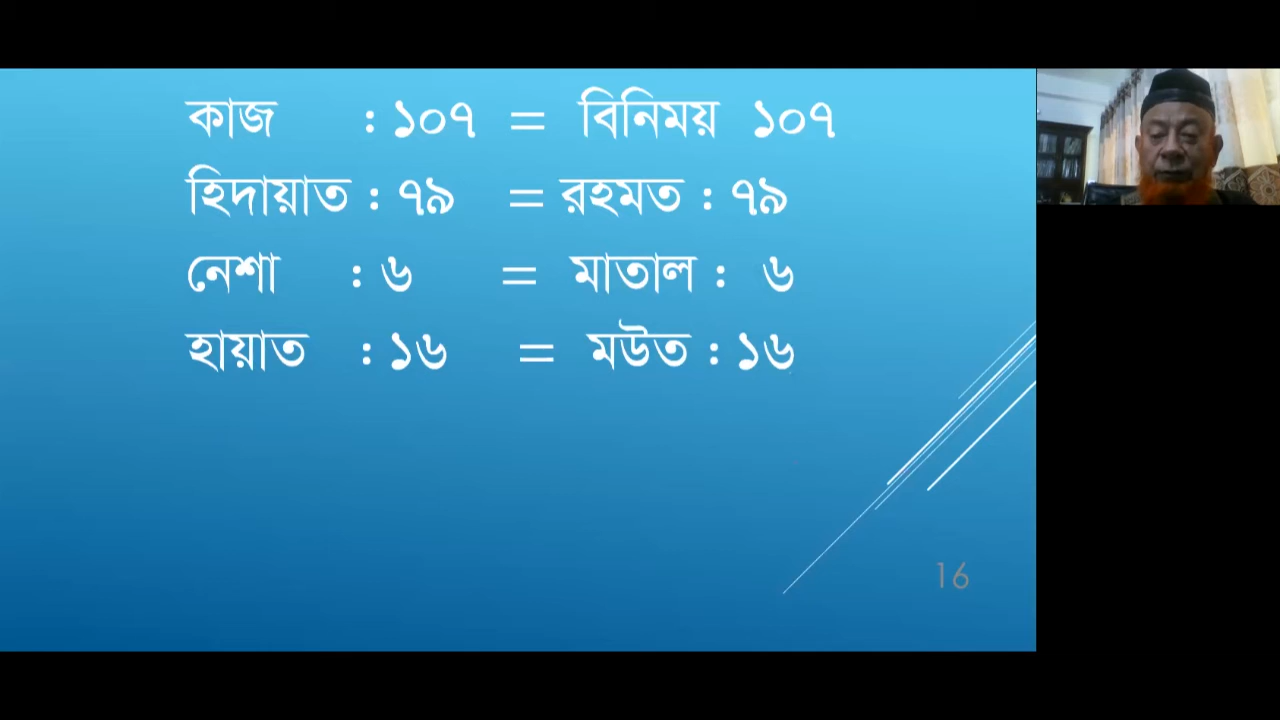 কাজ : ১০৭ = বিনিময় ১০৭
হিদায়াত : ৭৯ = রহমত : ৭৯
নেশা : ৬ = মাতাল : ৬
হায়াত : ১৬ = মউত : ১৬
16